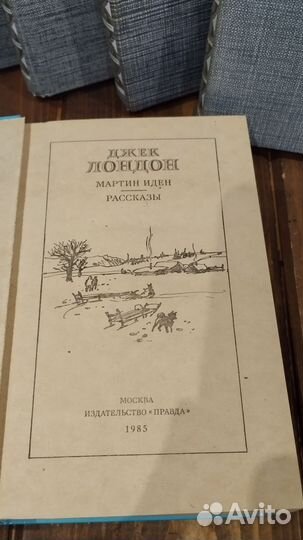 ДЖЕК
ЛОНДОН
МАРТИН ИДЕН
РАССКАЗЫ
МОСКВА
ИЗДАТЕЛЬСТВО «ПРАВДА»
1985
Avito